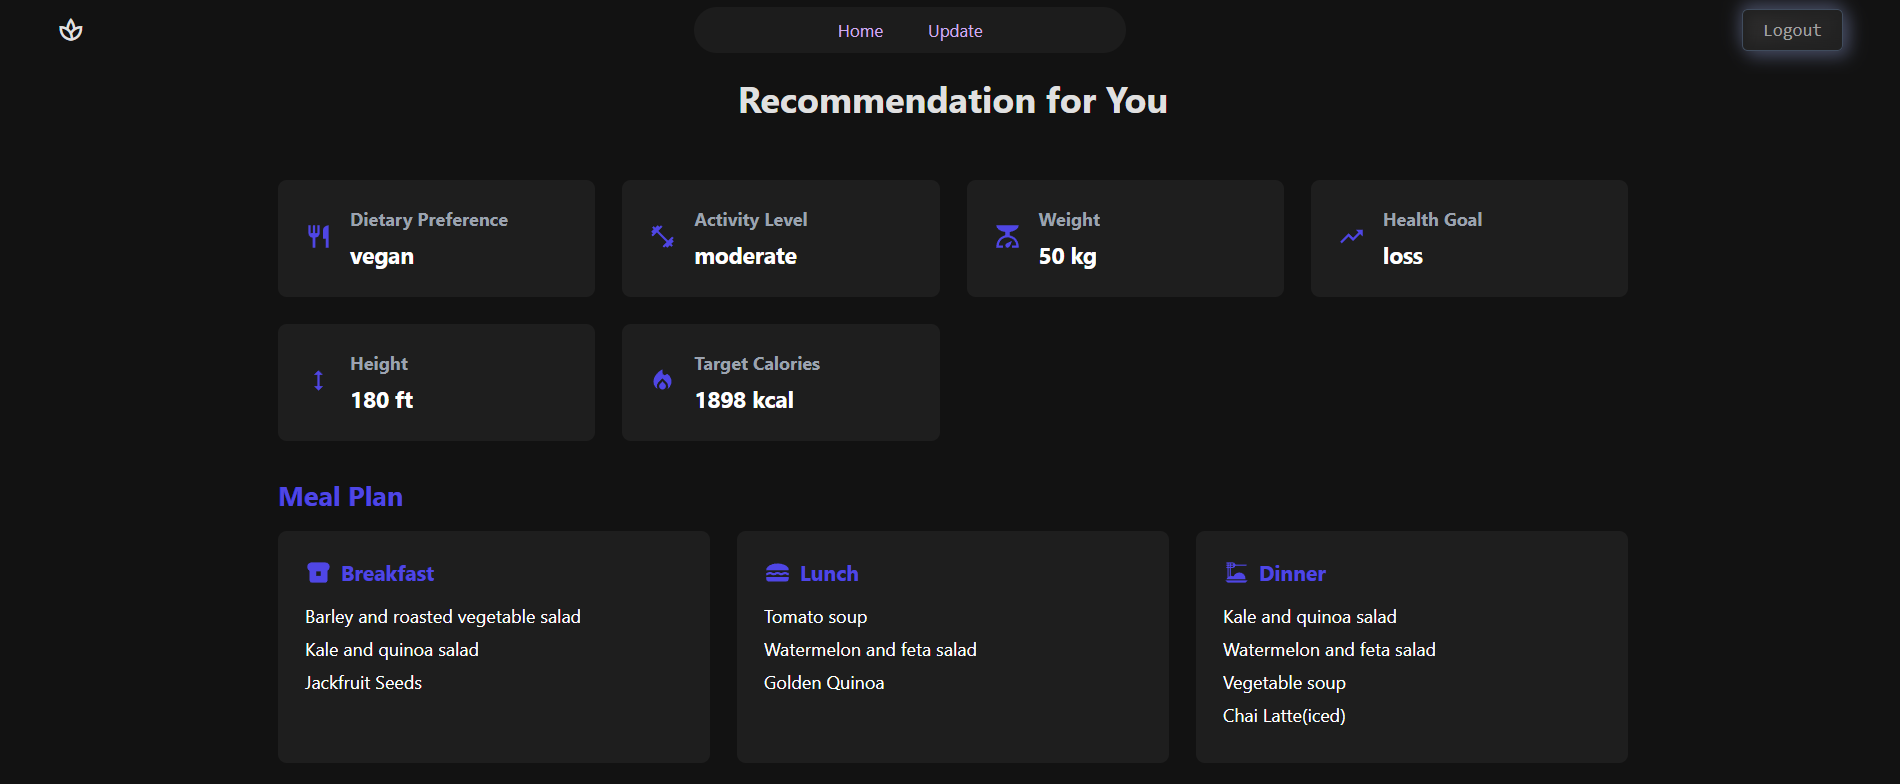 Home Update Logout
Recommendation for You
Dietary Preference
vegan
Activity Level
moderate
Weight
50 kg
Health Goal
loss
Height
180 ft
Target Calories
1898 kcal
Meal Plan
Breakfast
Barley and roasted vegetable salad
Kale and quinoa salad
Jackfruit Seeds
Lunch
Tomato soup
Watermelon and feta salad
Golden Quinoa
Dinner
Kale and quinoa salad
Watermelon and feta salad
Vegetable soup
Chai Latte(iced)